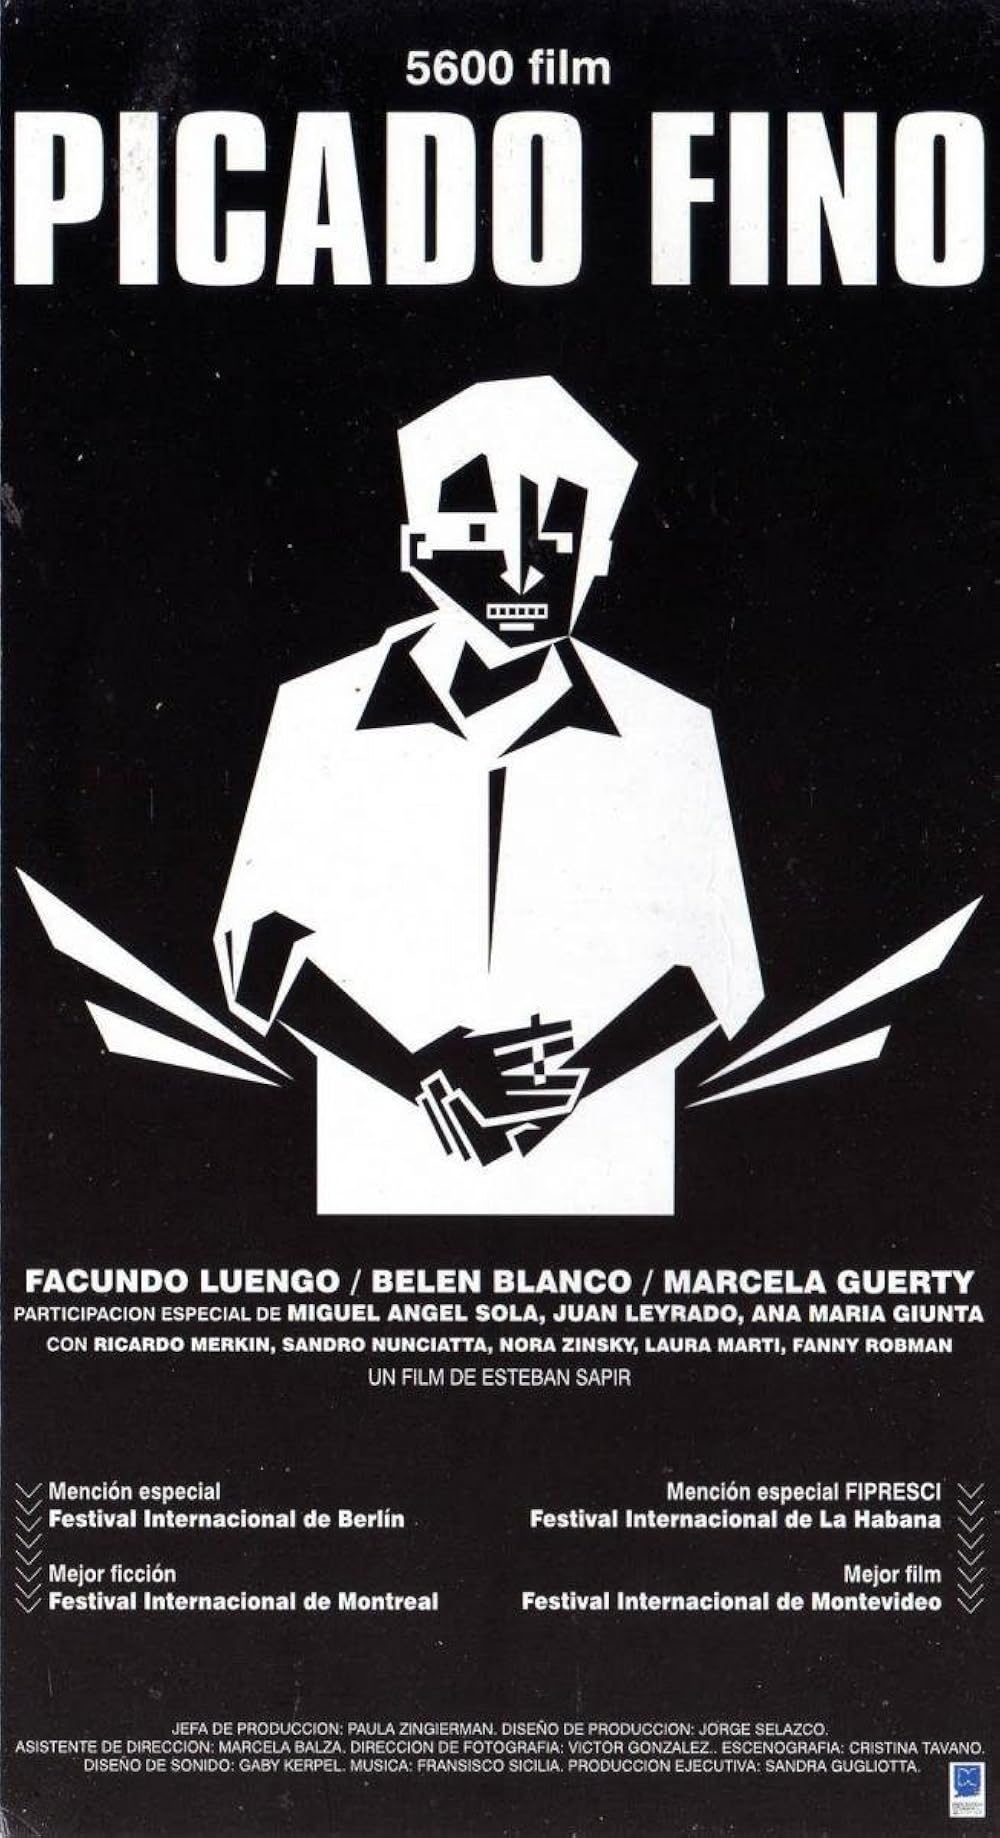 5600 film
PICADO FINO
FACUNDO LUENGO / BELEN BLANCO / MARCELA GUERTY
PARTICIPACION ESPECIAL DE MIGUEL ANGEL SOLA, JUAN LEYRADO, ANA MARIA GIUNTA
CON RICARDO MERKIN, SANDRO NUNCIATTA, NORA ZINSKY, LAURA MARTI, FANNY ROBMAN
UN FILM DE ESTEBAN SAPIR
Mención especial
Festival Internacional de Berlín
Mejor ficción
Festival Internacional de Montreal
Mención especial FIPRESCI
Festival Internacional de La Habana
Mejor film
Festival Internacional de Montevideo
JEFA DE PRODUCCION: PAULA ZINGIERMAN. DISEÑO DE PRODUCCION: JORGE SELAZCO.
ASISTENTE DE DIRECCION: MARCELA BALZA. DIRECCION DE FOTOGRAFIA: VICTOR GONZALEZ.. ESCENOGRAFIA: CRISTINA TAVANO.
DISEÑO DE SONIDO: GABY KERPEL. MUSICA: FRANSISCO SICILIA. PRODUCCION EJECUTIVA: SANDRA GUGLIOTTA.